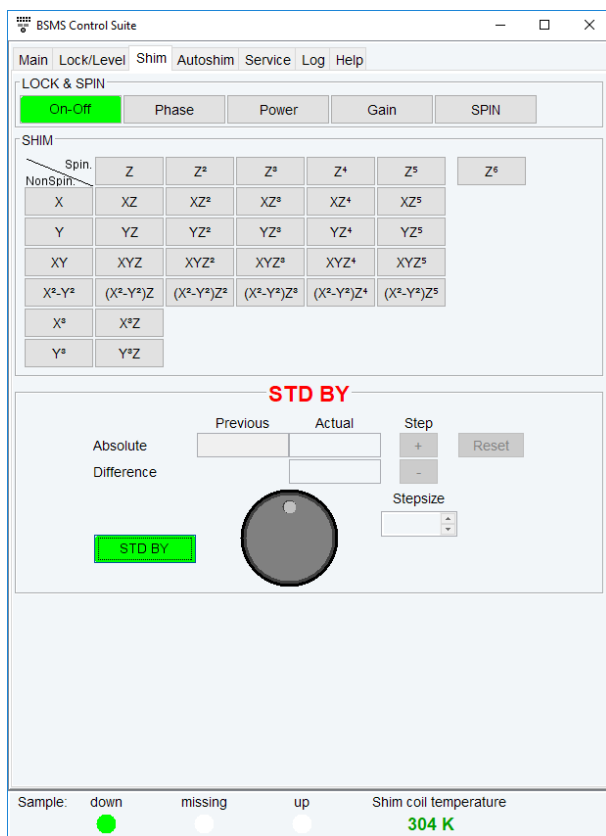 BSMS Control Suite
Main Lock/Level Shim Autoshim Service Log Help
LOCK & SPIN
On-Off Phase Power Gain SPIN
SHIM
Spin. Z Z² Z³ Z⁴ Z⁵ Z⁶
NonSpin.
X XZ XZ² XZ³ XZ⁴ XZ⁵
Y YZ YZ² YZ³ YZ⁴ YZ⁵
XY XYZ XYZ² XYZ³ XYZ⁴ XYZ⁵
X²-Y² (X²-Y²)Z (X²-Y²)Z² (X²-Y²)Z³ (X²-Y²)Z⁴ (X²-Y²)Z⁵
X³ X³Z
Y³ Y³Z
STD BY
Previous Actual Step
Absolute + Reset
Difference -
Stepsize
STD BY
Sample: down missing up Shim coil temperature
304 K